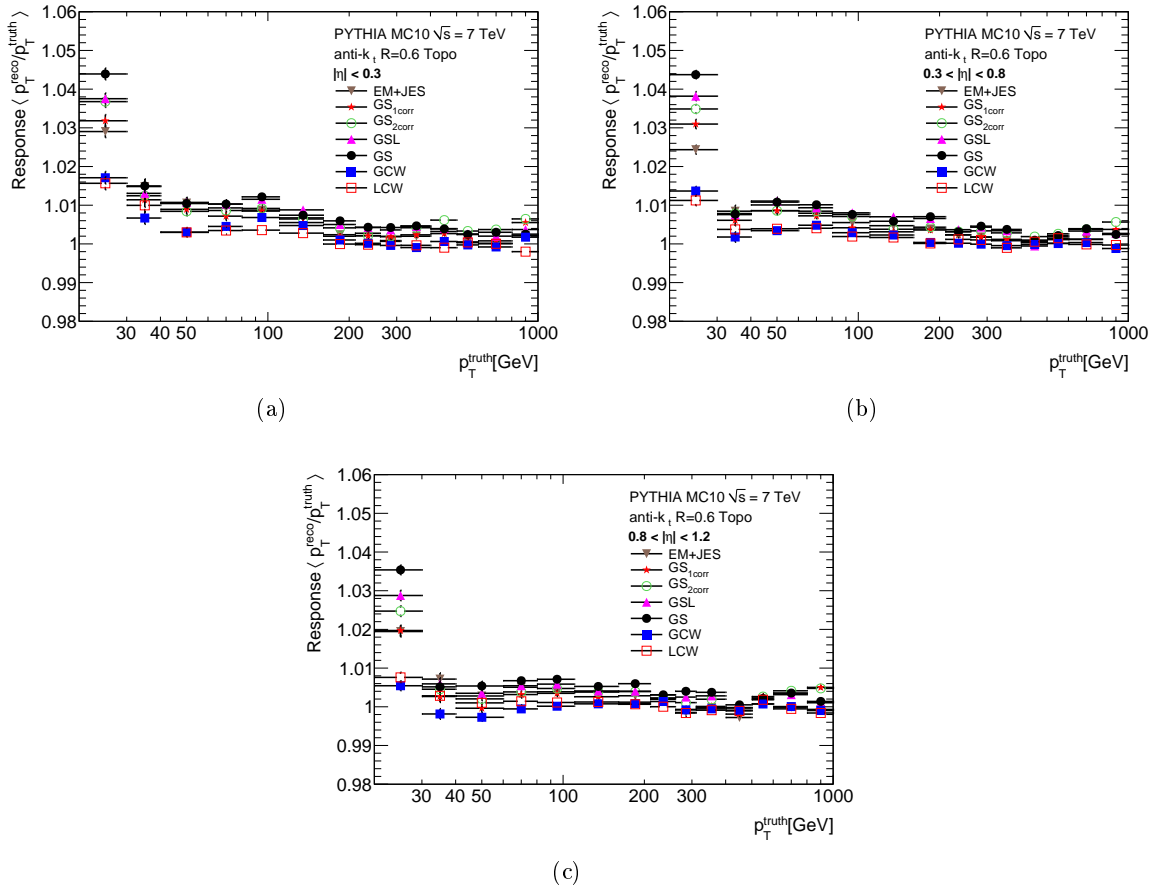 Response ⟨ p_T^reco/p_T^truth ⟩
1.06
1.05
1.04
1.03
1.02
1.01
1
0.99
0.98
PYTHIA MC10 √s = 7 TeV
anti-k_t R=0.6 Topo
|η| < 0.3
EM+JES
GS_1corr
GS_2corr
GSL
GS
GCW
LCW
30 40 50 100 200 300 1000
p_T^truth[GeV]
(a)
Response ⟨ p_T^reco/p_T^truth ⟩
1.06
1.05
1.04
1.03
1.02
1.01
1
0.99
0.98
PYTHIA MC10 √s = 7 TeV
anti-k_t R=0.6 Topo
0.3 < |η| < 0.8
EM+JES
GS_1corr
GS_2corr
GSL
GS
GCW
LCW
30 40 50 100 200 300 1000
p_T^truth[GeV]
(b)
Response ⟨ p_T^reco/p_T^truth ⟩
1.06
1.05
1.04
1.03
1.02
1.01
1
0.99
0.98
PYTHIA MC10 √s = 7 TeV
anti-k_t R=0.6 Topo
0.8 < |η| < 1.2
EM+JES
GS_1corr
GS_2corr
GSL
GS
GCW
LCW
30 40 50 100 200 300 1000
p_T^truth[GeV]
(c)